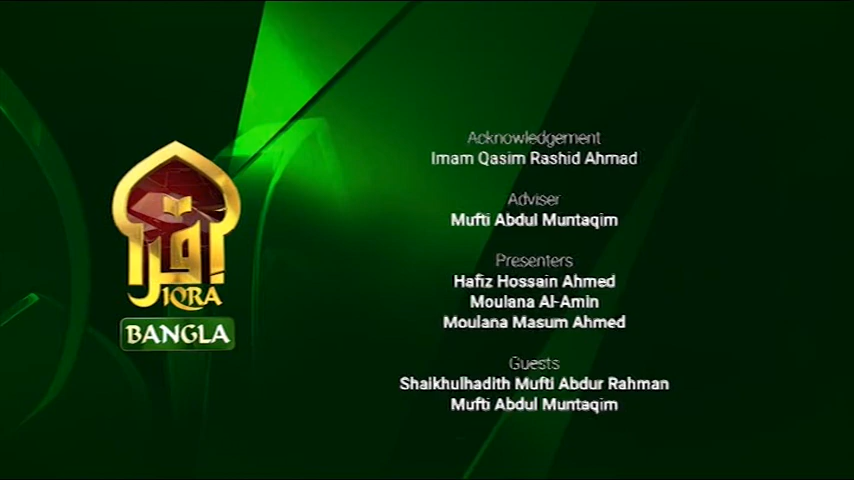 اقرأ
IQRA
BANGLA
Acknowledgement
Imam Qasim Rashid Ahmad
Adviser
Mufti Abdul Muntaqim
Presenters
Hafiz Hossain Ahmed
Moulana Al-Amin
Moulana Masum Ahmed
Guests
Shaikhulhadith Mufti Abdur Rahman
Mufti Abdul Muntaqim